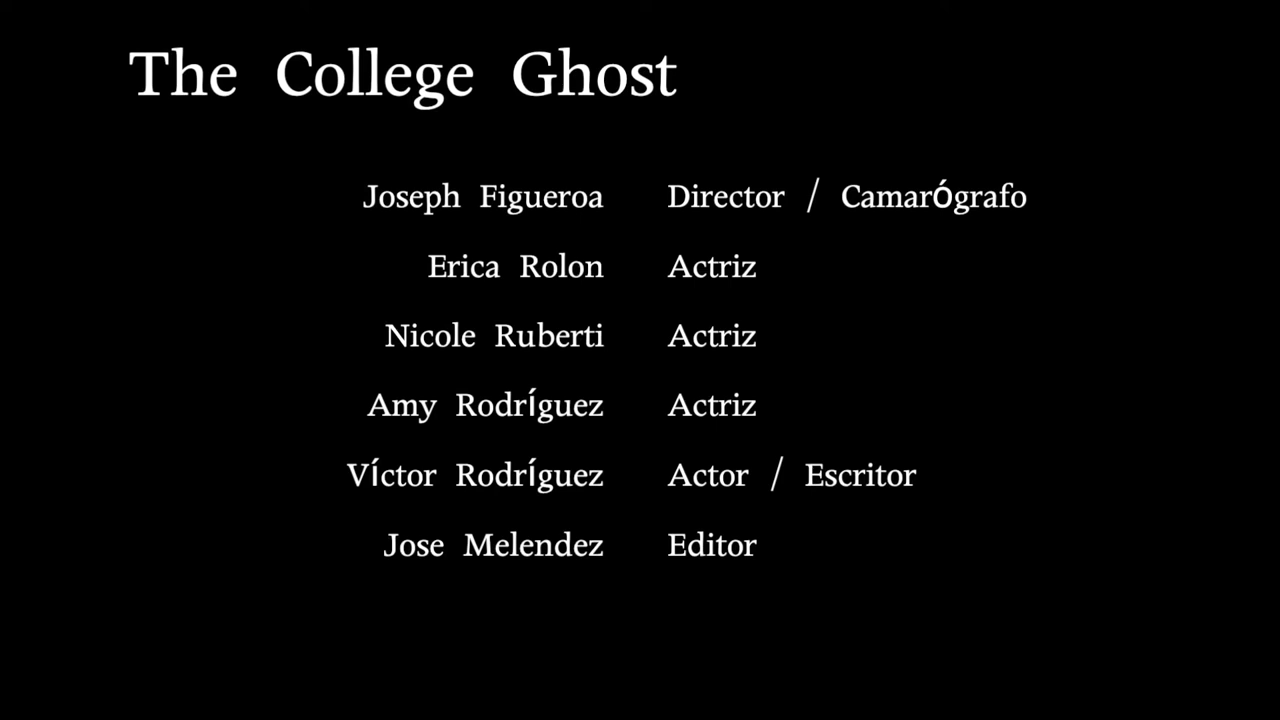 The College Ghost
Joseph Figueroa Director / Camarógrafo
Erica Rolon Actriz
Nicole Ruberti Actriz
Amy Rodríguez Actriz
Víctor Rodríguez Actor / Escritor
Jose Melendez Editor